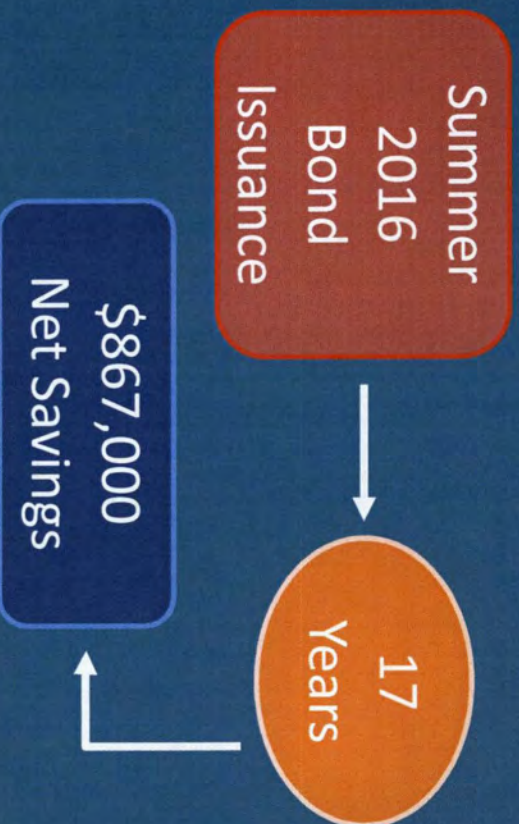 Summer
2016
Bond
Issuance
17
Years
$867,000
Net Savings